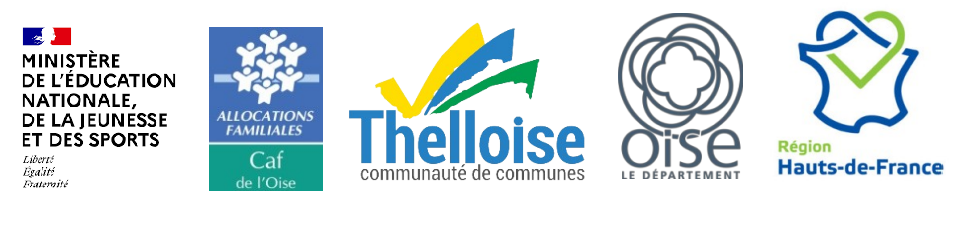 MINISTÈRE
DE L'ÉDUCATION
NATIONALE,
DE LA JEUNESSE
ET DES SPORTS
Liberté
Égalité
Fraternité
ALLOCATIONS
FAMILIALES
Caf
de l'Oise
Thelloise
communauté de communes
oise
LE DÉPARTEMENT
Région
Hauts-de-France